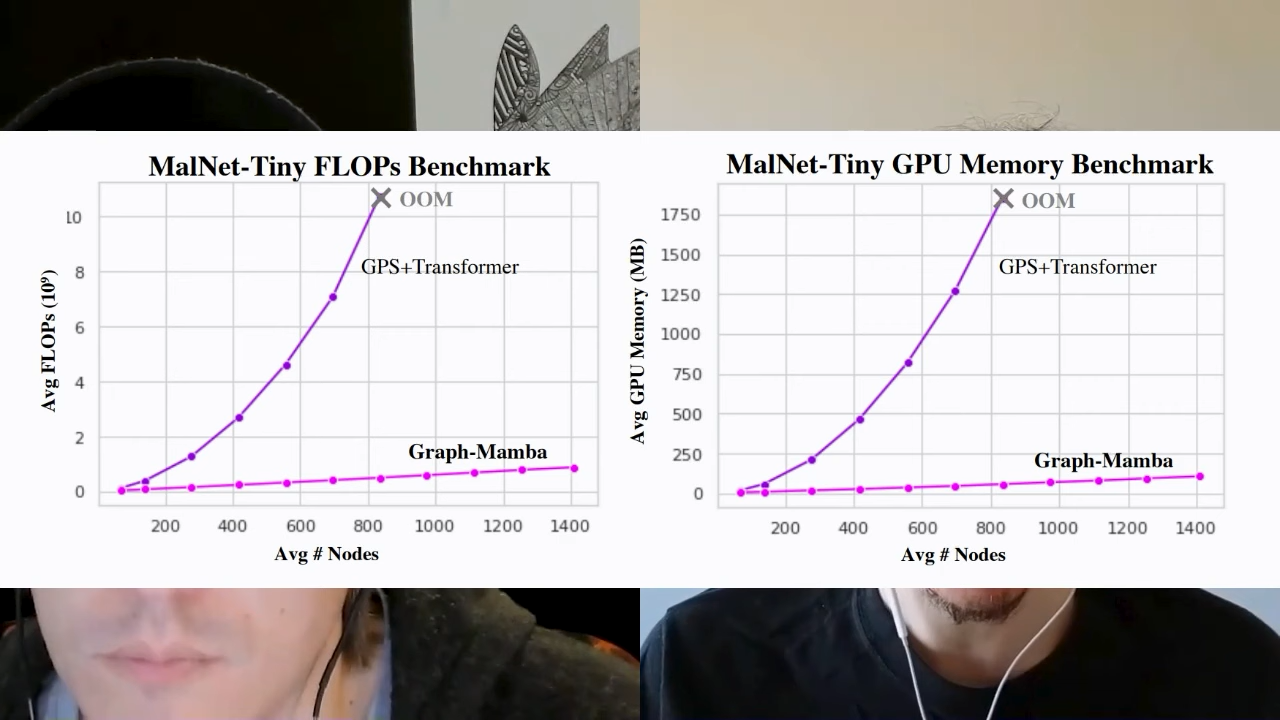 MalNet-Tiny FLOPs Benchmark
10
8
6
4
2
0
Avg FLOPs (10⁹)
OOM
GPS+Transformer
Graph-Mamba
200 400 600 800 1000 1200 1400
Avg # Nodes
MalNet-Tiny GPU Memory Benchmark
1750
1500
1250
1000
750
500
250
0
Avg GPU Memory (MB)
OOM
GPS+Transformer
Graph-Mamba
200 400 600 800 1000 1200 1400
Avg # Nodes